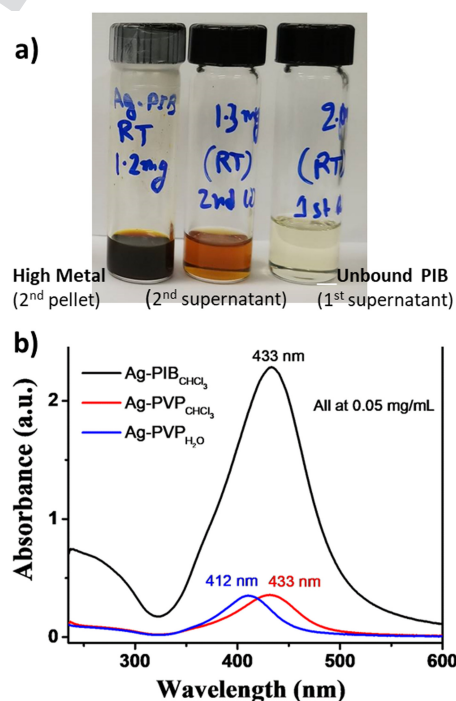 a)
Ag-PIB
RT
1.2mg
1.3mg
(RT)
2nd
(RT)
1st
High Metal
(2nd pellet)
(2nd supernatant)
Unbound PIB
(1st supernatant)
b)
433 nm
Ag-PIBCHCl3
Ag-PVPCHCl3
Ag-PVPH2O
All at 0.05 mg/mL
412 nm
433 nm
Absorbance (a.u.)
2
1
0
300
400
500
600
Wavelength (nm)